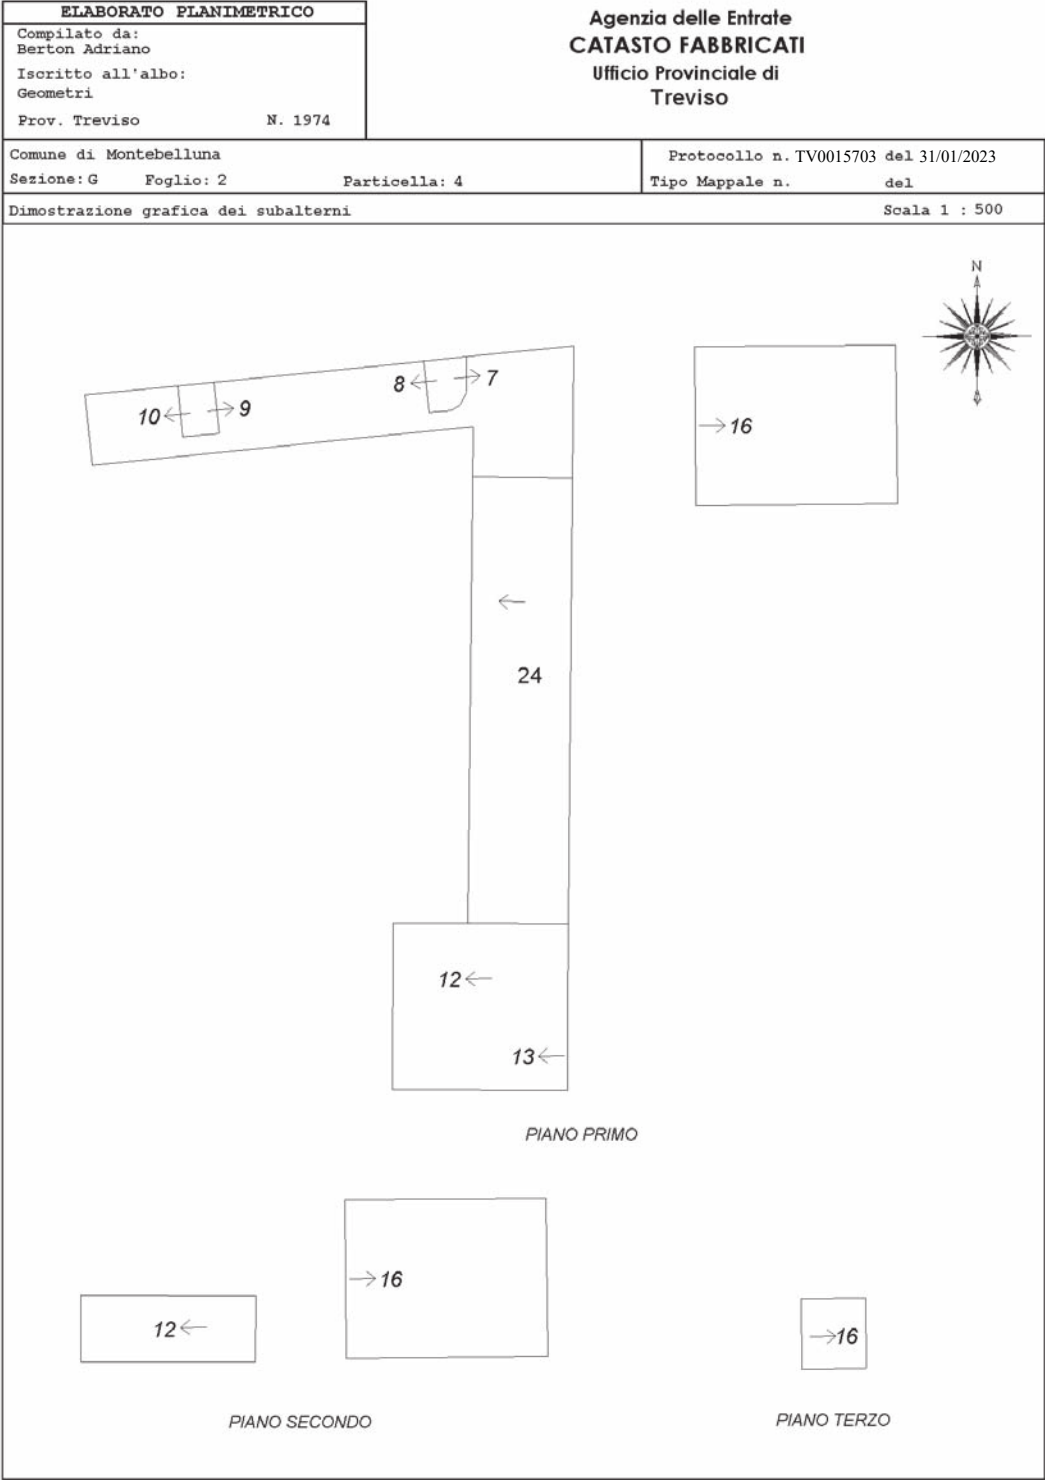 ELABORATO PLANIMETRICO
Compilato da:
Berton Adriano
Iscritto all'albo:
Geometri
Prov. Treviso N. 1974
Agenzia delle Entrate
CATASTO FABBRICATI
Ufficio Provinciale di
Treviso
Comune di Montebelluna
Sezione: G Foglio: 2 Particella: 4
Protocollo n. TV0015703 del 31/01/2023
Tipo Mappale n. del
Dimostrazione grafica dei subalterni Scala 1 : 500
N
8 7
10 9
16
24
12
13
PIANO PRIMO
16
12
16
PIANO SECONDO
PIANO TERZO